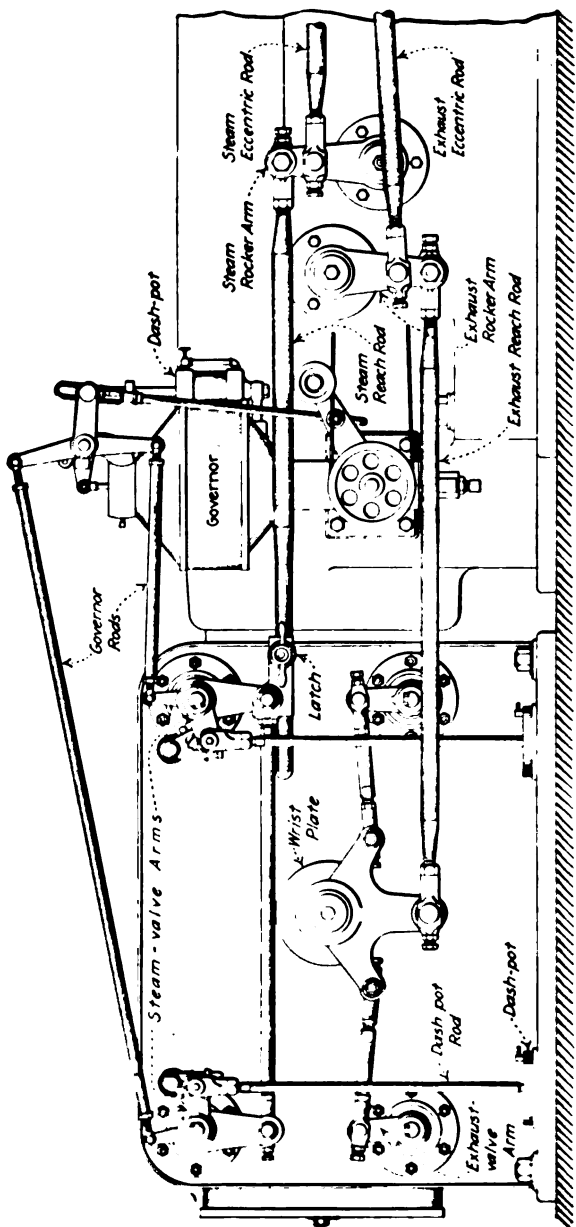 Steam
Eccentric Rod
Exhaust
Eccentric Rod
Steam
Rocker Arm
Dash-pot
Steam
Reach Rod
Exhaust
Rocker Arm
Exhaust Reach Rod
Governor
Governor
Rods
Latch
Steam-valve Arms
Wrist
Plate
Dash pot
Rod
Dash-pot
Exhaust-
valve
Arm